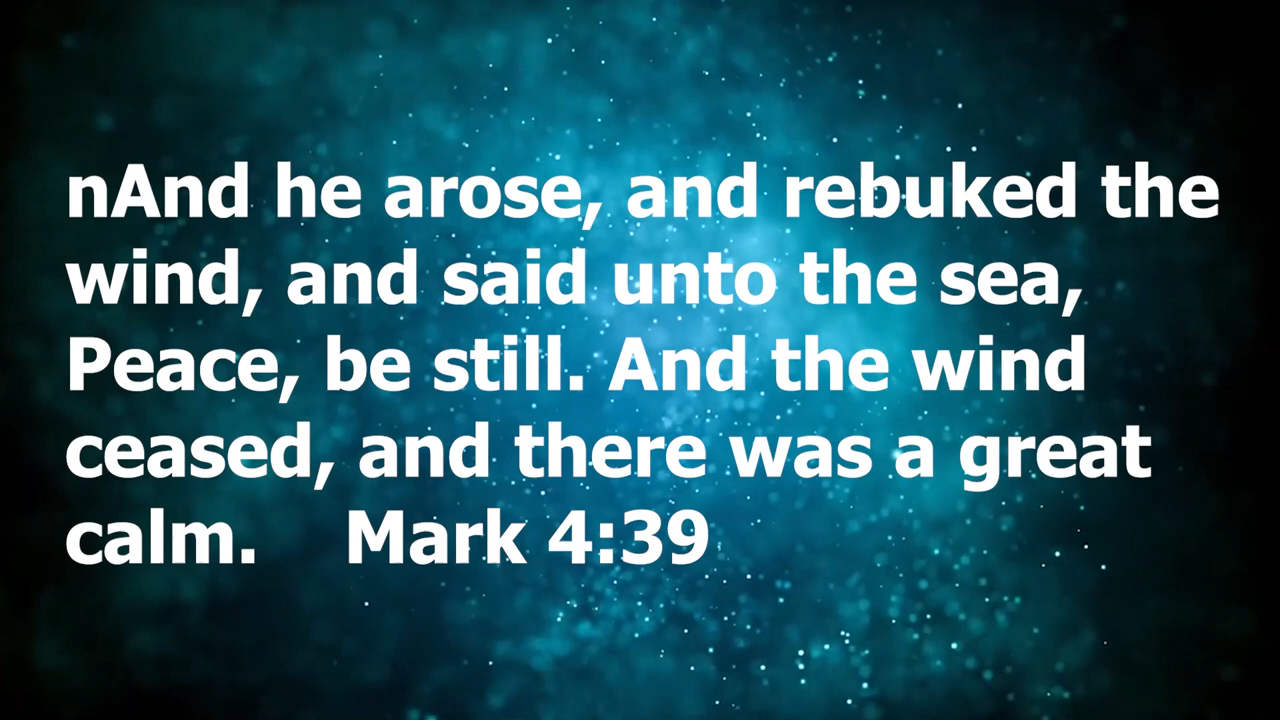 nAnd he arose, and rebuked the
wind, and said unto the sea,
Peace, be still. And the wind
ceased, and there was a great
calm.    Mark 4:39